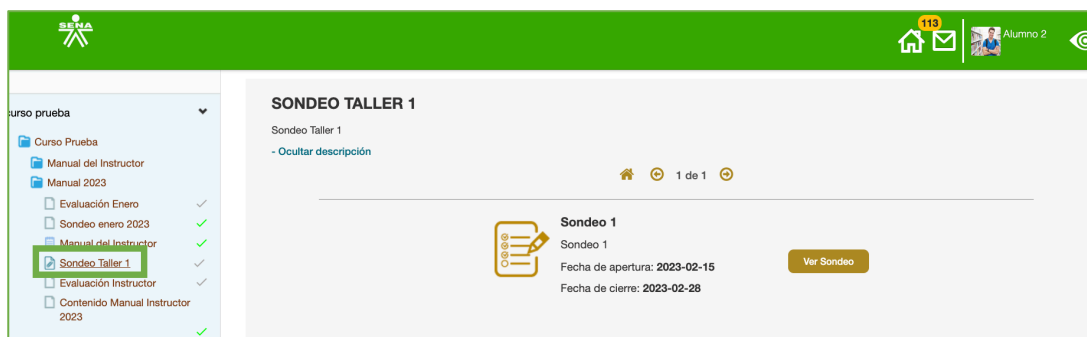 SENA
113
Alumno 2
curso prueba
Curso Prueba
Manual del Instructor
Manual 2023
Evaluación Enero
Sondeo enero 2023
Manual del Instructor
Sondeo Taller 1
Evaluación Instructor
Contenido Manual Instructor
2023
SONDEO TALLER 1
Sondeo Taller 1
- Ocultar descripción
1 de 1
Sondeo 1
Sondeo 1
Fecha de apertura: 2023-02-15
Fecha de cierre: 2023-02-28
Ver Sondeo